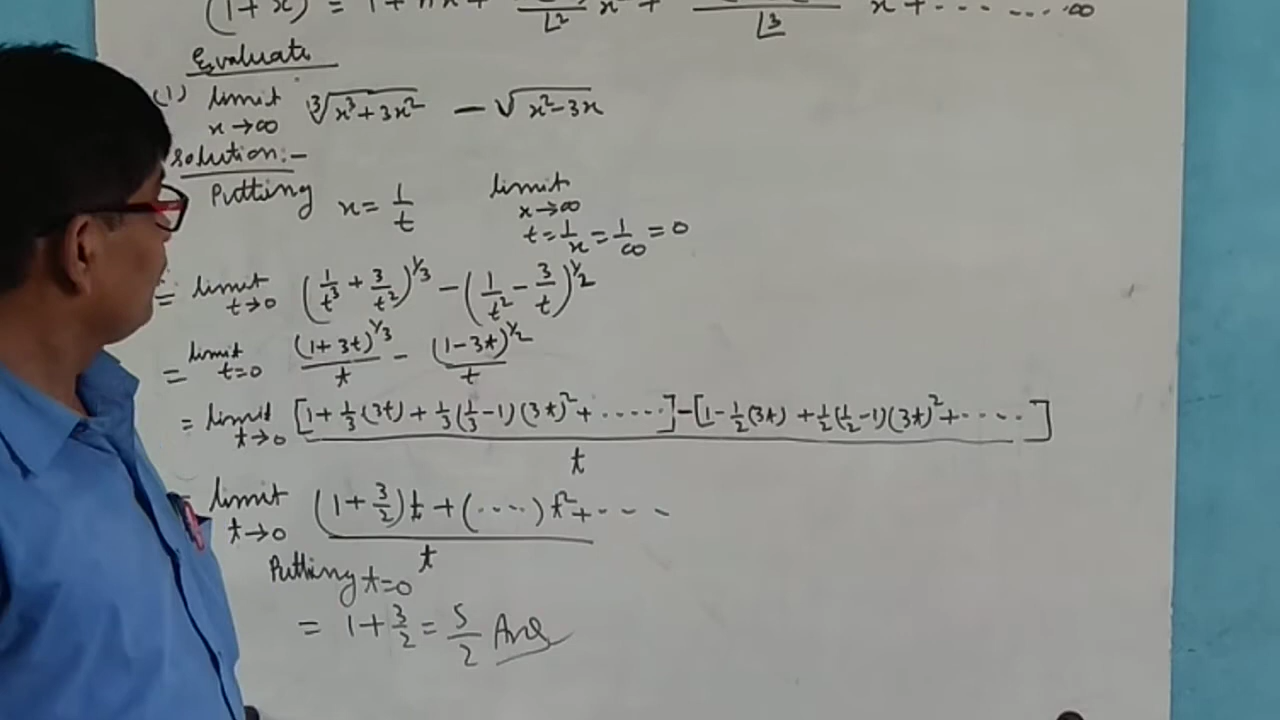 (1+x) = 1+nx+ x + x+ ... ... ∞
Evaluate
(1) limit x→∞ ∛(x³+3x²) − √(x²−3x)
Solution:−
Putting x = 1/t limit x→∞
t = 1/x = 1/∞ = 0
= limit t→0 (1/t³ + 3/t²)^1/3 − (1/t² − 3/t)^1/2
= limit t=0 (1+3t)^1/3 / t − (1−3t)^1/2 / t
= limit t→0 [1+1/3(3t)+1/3(1/3−1)(3t)²+......]−[1−1/2(3t)+1/2(1/2−1)(3t)²+....] / t
= limit t→0 (1+3/2)t+(....)t²+... / t
Putting t=0
= 1+3/2 = 5/2 Ans